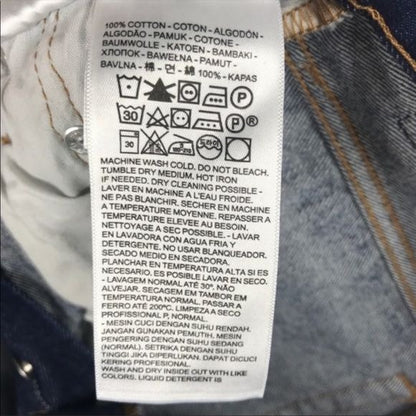 100% COTTON - COTON - ALGODÓN -
ALGODÃO - PAMUK - COTONE -
BAUMWOLLE - KATOEN - BAMBAKI -
ХЛОПОК - BAWEŁNA - PAMUT -
BAVLNA - 棉 - 면 - 綿 100% - KAPAS
P
30 P®
30 180-210
MACHINE WASH COLD. DO NOT BLEACH.
TUMBLE DRY MEDIUM. HOT IRON
IF NEEDED. DRY CLEANING POSSIBLE -
LAVER EN MACHINE A L'EAU FROIDE.
NE PAS BLANCHIR. SECHER EN MACHINE
A TEMPERATURE MOYENNE. REPASSER A
TEMPERATURE ELEVEE AU BESOIN.
NETTOYAGE A SEC POSSIBLE - LAVAR
EN LAVADORA CON AGUA FRIA Y
DETERGENTE. NO USAR BLANQUEADOR.
SECADO MEDIO EN SECADORA.
PLANCHAR EN TEMPERATURA ALTA SI ES
NECESARIO. ES POSIBLE LAVAR EN SECO.
- LAVAGEM NORMAL ATÉ 30°. NÃO
ALVEJAR. SECAGEM EM TAMBOR EM
TEMPERATURA NORMAL. PASSAR A
FERRO ATÉ 200ºC. LIMPEZA A SECO
PROFISSIONAL P, NORMAL
- MESIN CUCI DENGAN SUHU RENDAH.
JANGAN GUNAKAN PEMUTIH. MESIN
PENGERING DENGAN SUHU SEDANG
(NORMAL). SETRIKA DENGAN SUHU
TINGGI JIKA DIPERLUKAN. DAPAT DICUCI
KERING (PROFESSIONAL).
WASH AND DRY INSIDE OUT WITH LIKE
COLORS. LIQUID DETERGENT IS